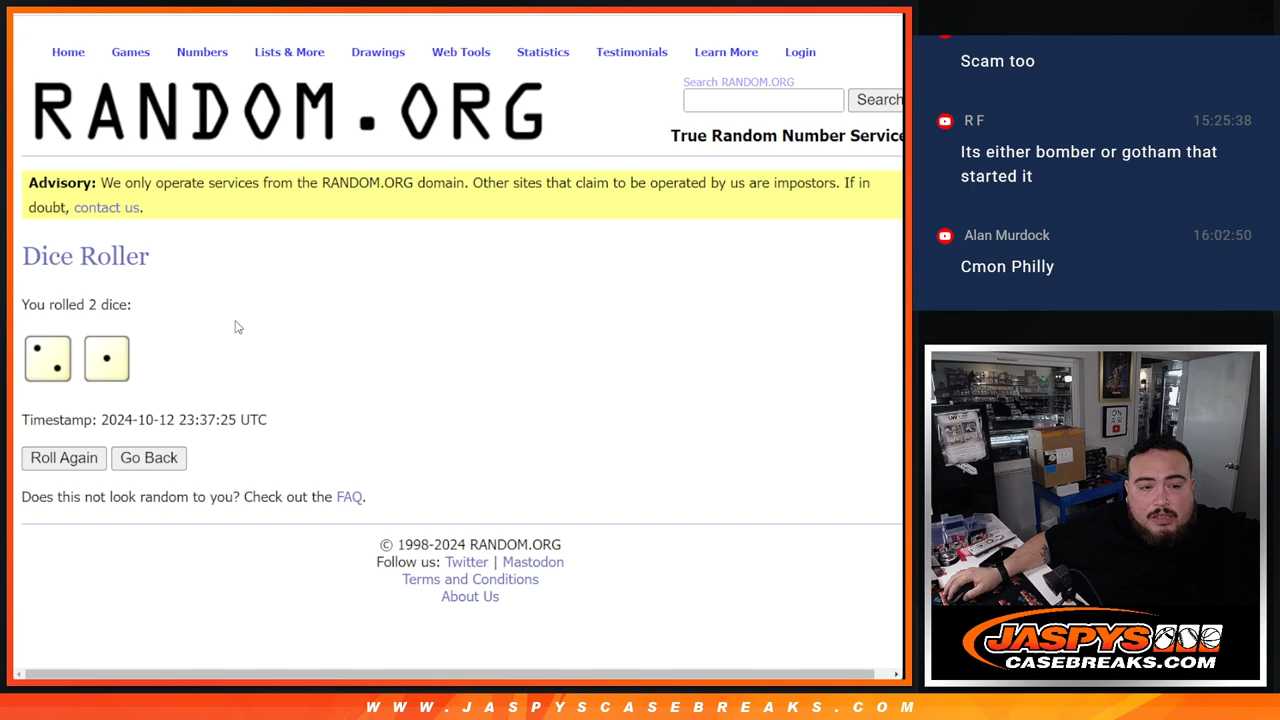 Home Games Numbers Lists & More Drawings Web Tools Statistics Testimonials Learn More Login
RANDOM.ORG
Search RANDOM.ORG
Search
True Random Number Service
Advisory: We only operate services from the RANDOM.ORG domain. Other sites that claim to be operated by us are impostors. If in
doubt, contact us.
Dice Roller
You rolled 2 dice:
Timestamp: 2024-10-12 23:37:25 UTC
Roll Again Go Back
Does this not look random to you? Check out the FAQ.
© 1998-2024 RANDOM.ORG
Follow us: Twitter | Mastodon
Terms and Conditions
About Us
Scam too
R F 15:25:38
Its either bomber or gotham that
started it
Alan Murdock 16:02:50
Cmon Philly
ON
AIR
JASPYS
CASEBREAKS.COM
WWW.JASPYSCASEBREAKS.COM